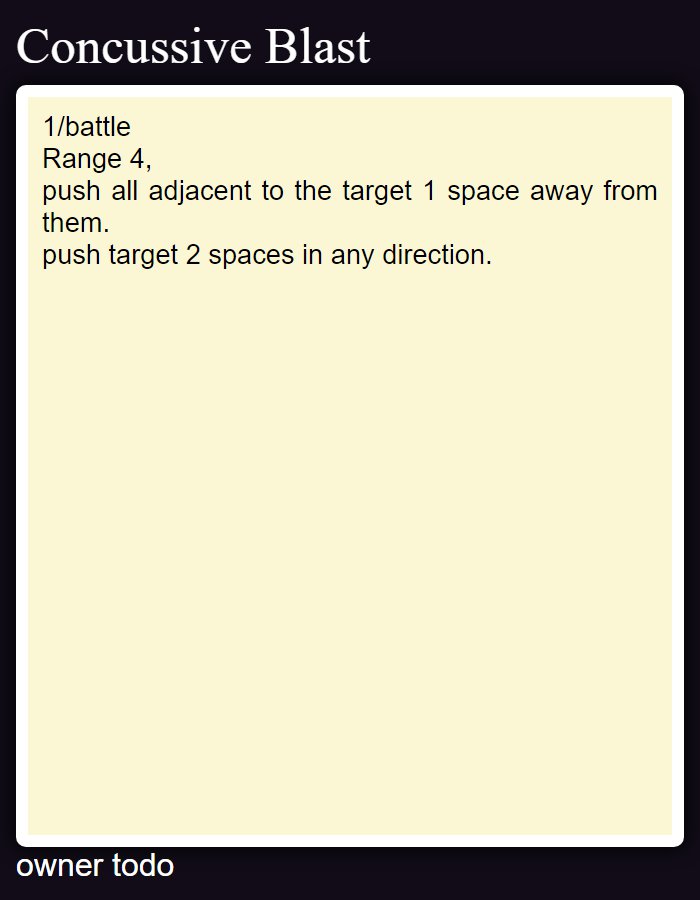 Concussive Blast
1/battle
Range 4,
push all adjacent to the target 1 space away from
them.
push target 2 spaces in any direction.
owner todo